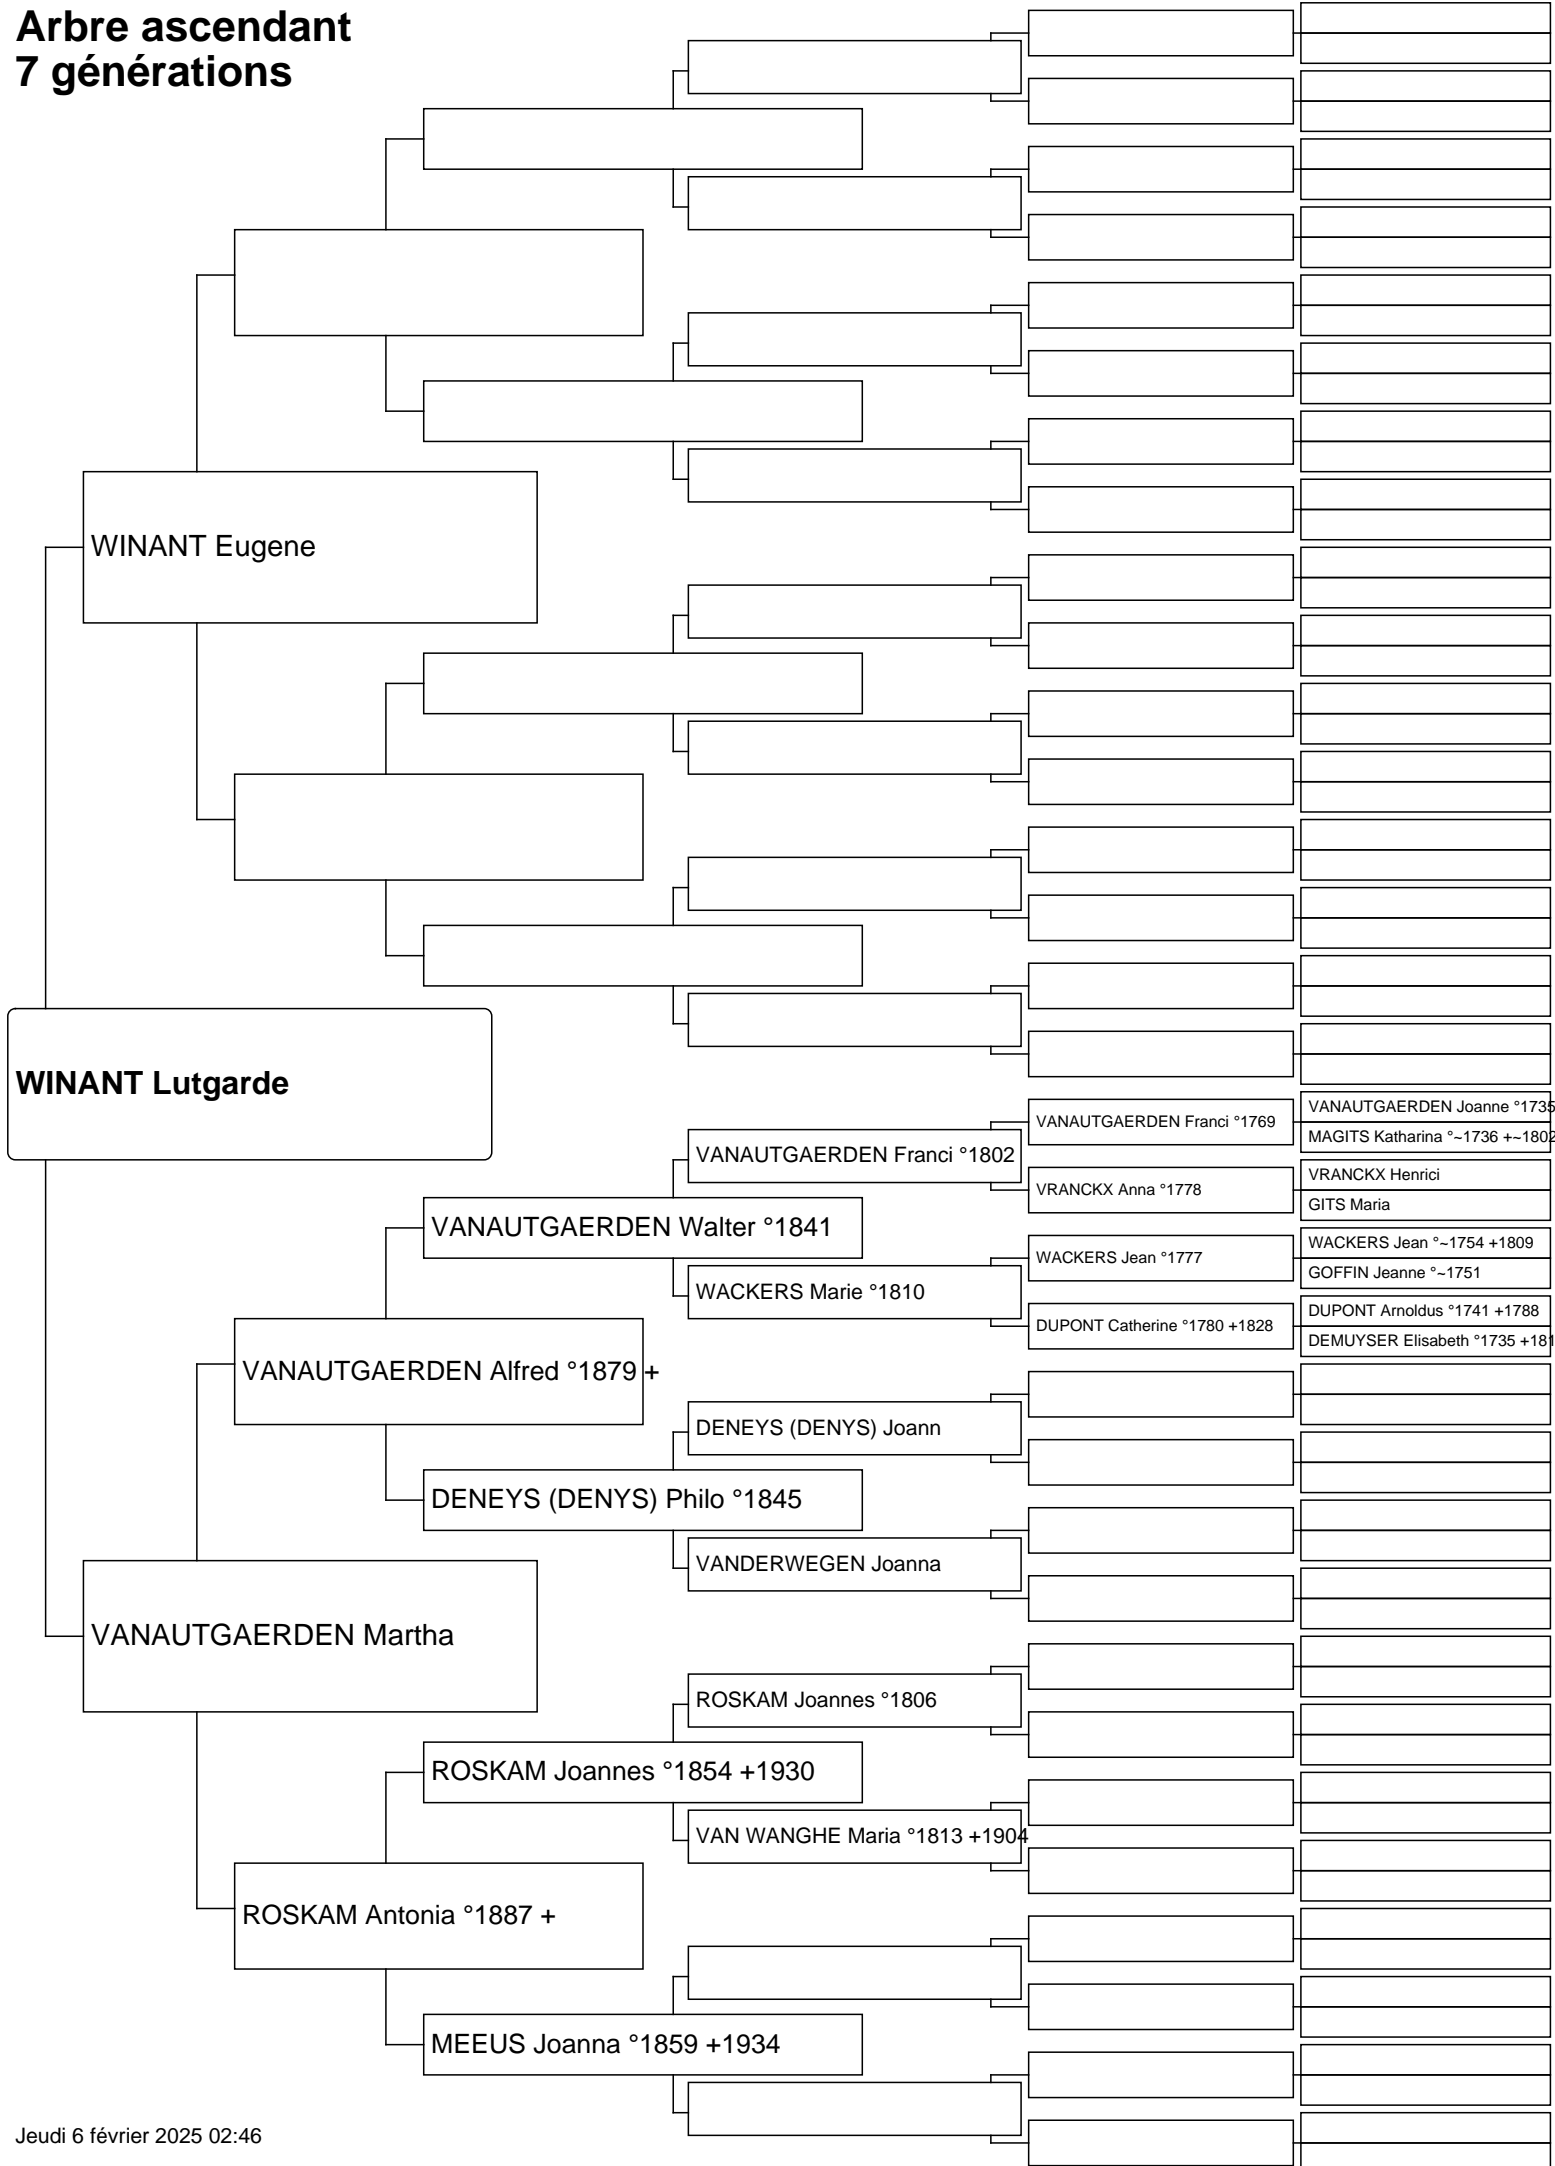 Arbre ascendant
7 générations
WINANT Eugene
WINANT Lutgarde
VANAUTGAERDEN Joanne °1735
VANAUTGAERDEN Franci °1769
MAGITS Katharina °~1736 +~1802
VANAUTGAERDEN Franci °1802
VRANCKX Henrici
VRANCKX Anna °1778
GITS Maria
VANAUTGAERDEN Walter °1841
WACKERS Jean °~1754 +1809
WACKERS Jean °1777
GOFFIN Jeanne °~1751
WACKERS Marie °1810
DUPONT Arnoldus °1741 +1788
DUPONT Catherine °1780 +1828
DEMUYSER Elisabeth °1735 +181
VANAUTGAERDEN Alfred °1879 +
DENEYS (DENYS) Joann
DENEYS (DENYS) Philo °1845
VANDERWEGEN Joanna
VANAUTGAERDEN Martha
ROSKAM Joannes °1806
ROSKAM Joannes °1854 +1930
VAN WANGHE Maria °1813 +1904
ROSKAM Antonia °1887 +
MEEUS Joanna °1859 +1934
Jeudi 6 février 2025 02:46